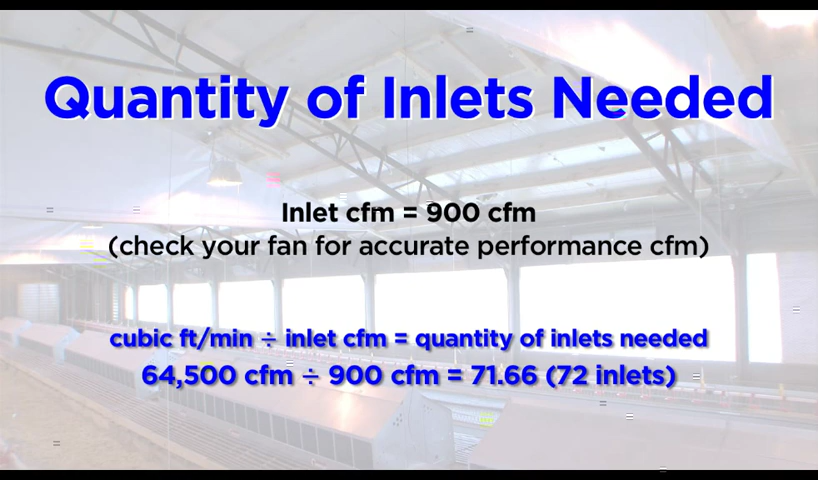 Quantity of Inlets Needed
Inlet cfm = 900 cfm
(check your fan for accurate performance cfm)
cubic ft/min ÷ inlet cfm = quantity of inlets needed
64,500 cfm ÷ 900 cfm = 71.66 (72 inlets)